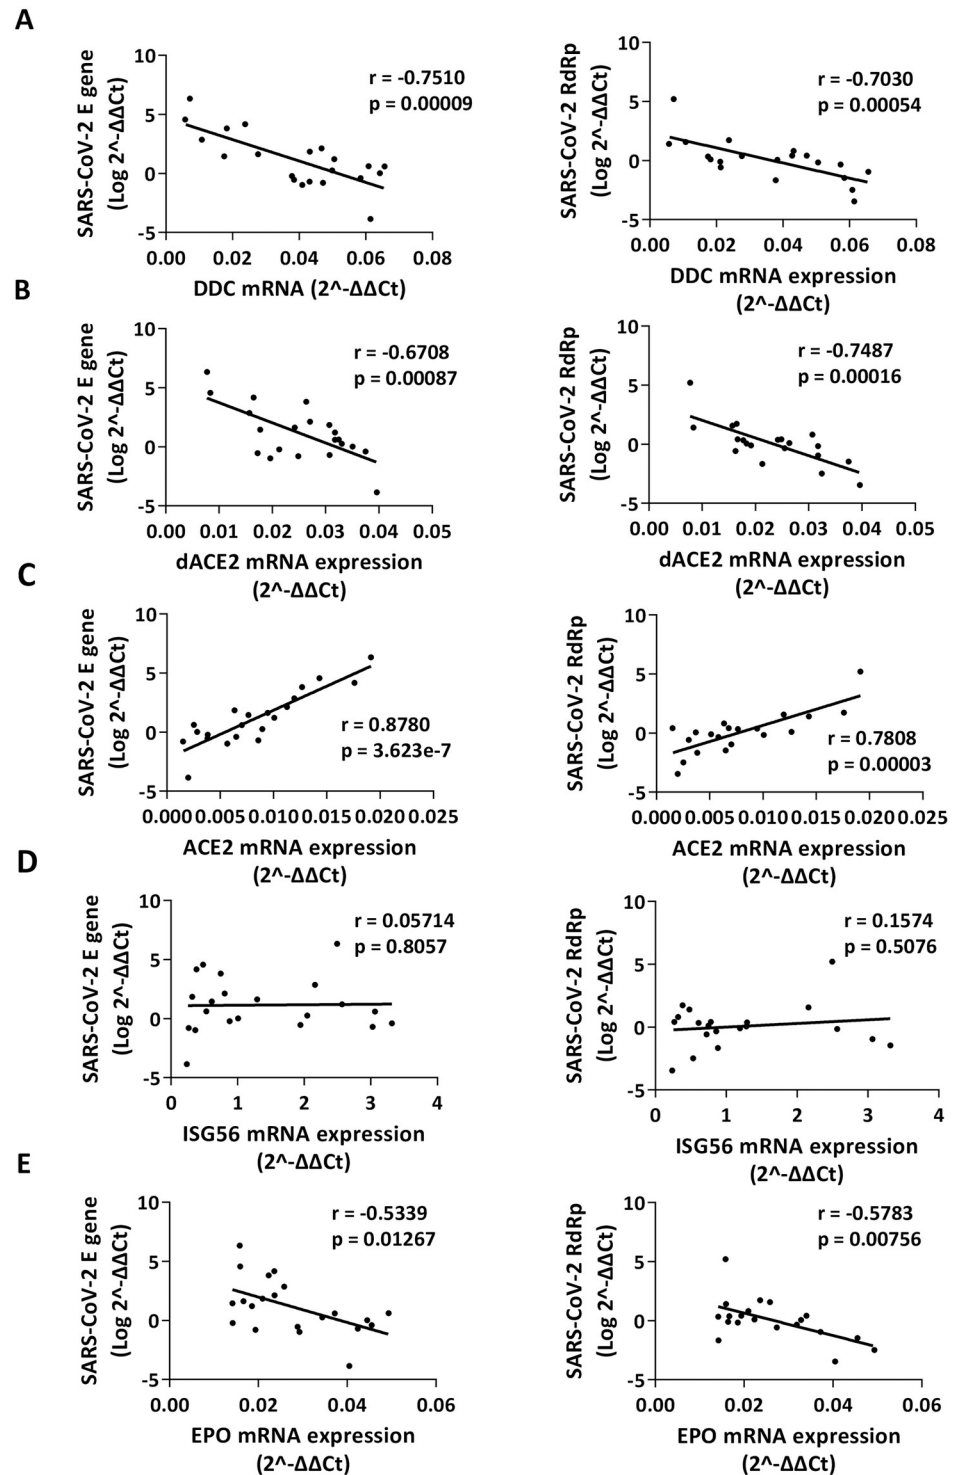 A
SARS-CoV-2 E gene
(Log 2^-ΔΔCt)
10
5
0
-5
0.00 0.02 0.04 0.06 0.08
DDC mRNA (2^-ΔΔCt)
r = -0.7510
p = 0.00009
SARS-CoV-2 RdRp
(Log 2^-ΔΔCt)
10
5
0
-5
0.00 0.02 0.04 0.06 0.08
DDC mRNA expression
(2^-ΔΔCt)
r = -0.7030
p = 0.00054
B
SARS-CoV-2 E gene
(Log 2^-ΔΔCt)
10
5
0
-5
0.00 0.01 0.02 0.03 0.04 0.05
dACE2 mRNA expression
(2^-ΔΔCt)
r = -0.6708
p = 0.00087
SARS-CoV-2 RdRp
(Log 2^-ΔΔCt)
10
5
0
-5
0.00 0.01 0.02 0.03 0.04 0.05
dACE2 mRNA expression
(2^-ΔΔCt)
r = -0.7487
p = 0.00016
C
SARS-CoV-2 E gene
(Log 2^-ΔΔCt)
10
5
0
-5
0.000 0.005 0.010 0.015 0.020 0.025
ACE2 mRNA expression
(2^-ΔΔCt)
r = 0.8780
p = 3.623e-7
SARS-CoV-2 RdRp
(Log 2^-ΔΔCt)
10
5
0
-5
0.000 0.005 0.010 0.015 0.020 0.025
ACE2 mRNA expression
(2^-ΔΔCt)
r = 0.7808
p = 0.00003
D
SARS-CoV-2 E gene
(Log 2^-ΔΔCt)
10
5
0
-5
0 1 2 3 4
ISG56 mRNA expression
(2^-ΔΔCt)
r = 0.05714
p = 0.8057
SARS-CoV-2 RdRp
(Log 2^-ΔΔCt)
10
5
0
-5
0 1 2 3 4
ISG56 mRNA expression
(2^-ΔΔCt)
r = 0.1574
p = 0.5076
E
SARS-CoV-2 E gene
(Log 2^-ΔΔCt)
10
5
0
-5
0.00 0.02 0.04 0.06
EPO mRNA expression
(2^-ΔΔCt)
r = -0.5339
p = 0.01267
SARS-CoV-2 RdRp
(Log 2^-ΔΔCt)
10
5
0
-5
0.00 0.02 0.04 0.06
EPO mRNA expression
(2^-ΔΔCt)
r = -0.5783
p = 0.00756